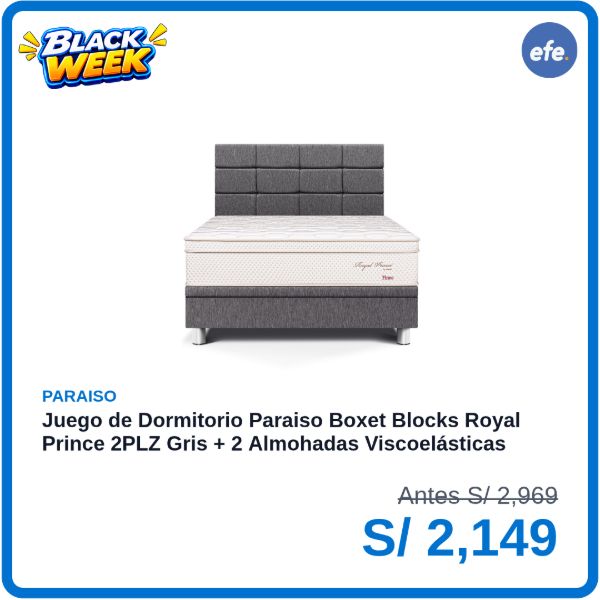 BLACK
WEEK
efe.
Royal Prince
PARAISO
Juego de Dormitorio Paraiso Boxet Blocks Royal
Prince 2PLZ Gris + 2 Almohadas Viscoelásticas
Antes S/ 2,969
S/ 2,149